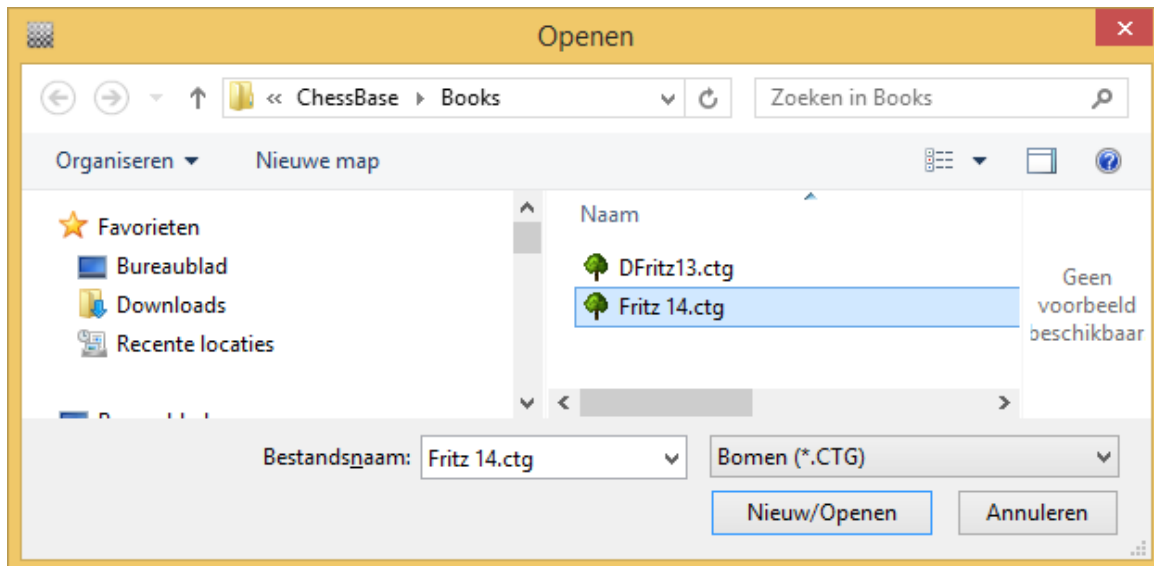 Openen
« ChessBase Books
Zoeken in Books
Organiseren Nieuwe map
Favorieten
Bureaublad
Downloads
Recente locaties
Naam
DFritz13.ctg
Fritz 14.ctg
Geen
voorbeeld
beschikbaar
Bestandsnaam: Fritz 14.ctg
Bomen (*.CTG)
Nieuw/Openen
Annuleren